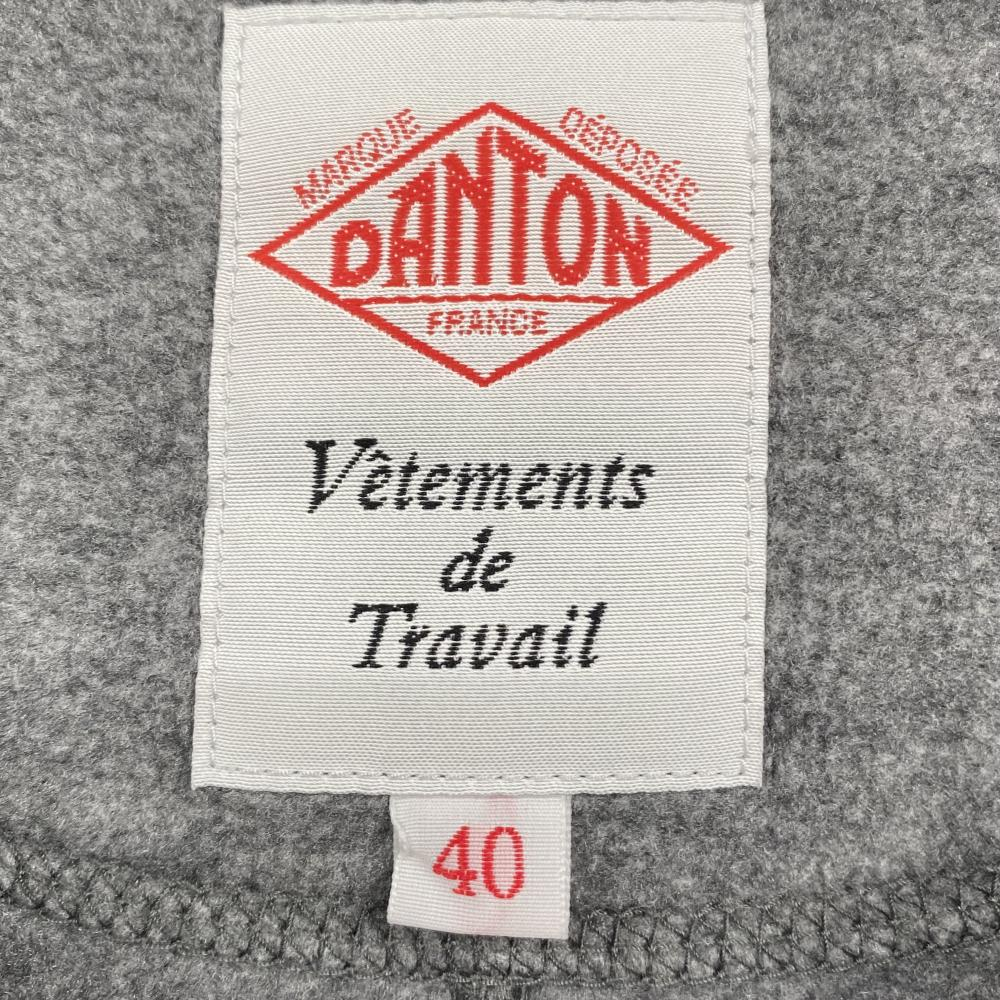 MARQUE DÉPOSÉE
DANTON
FRANCE
Vêtements
de
Travail
40